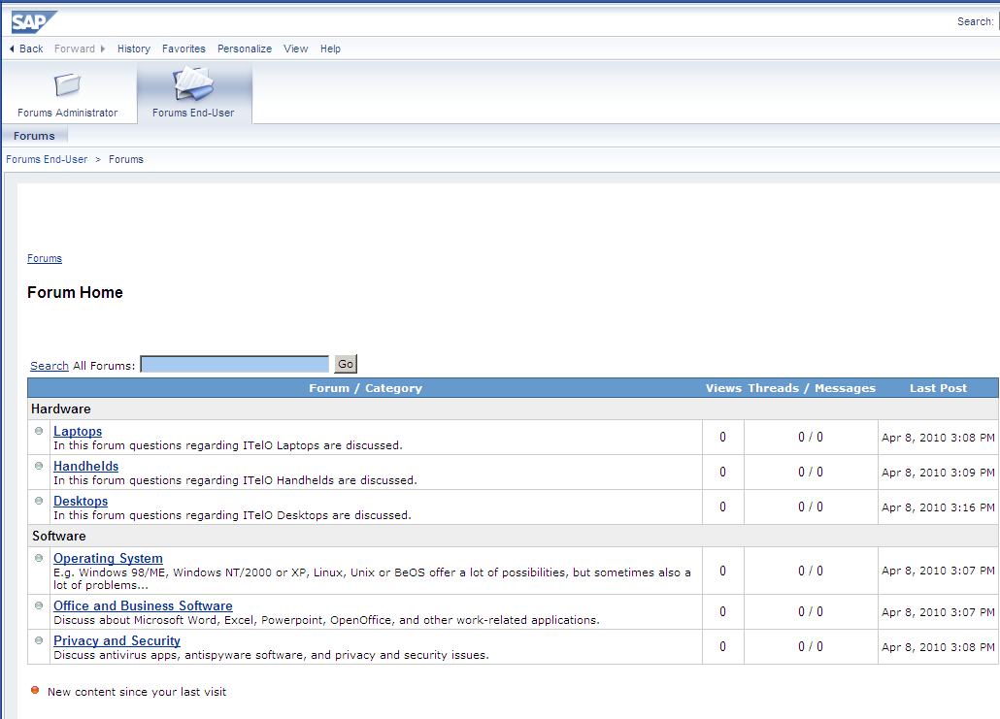 SAP
Search:
Back Forward History Favorites Personalize View Help
Forums Administrator Forums End-User
Forums
Forums End-User > Forums
Forums
Forum Home
Search All Forums: Go
Forum / Category Views Threads / Messages Last Post
Hardware
Laptops
In this forum questions regarding ITelO Laptops are discussed.
0 0 / 0 Apr 8, 2010 3:08 PM
Handhelds
In this forum questions regarding ITelO Handhelds are discussed.
0 0 / 0 Apr 8, 2010 3:09 PM
Desktops
In this forum questions regarding ITelO Desktops are discussed.
0 0 / 0 Apr 8, 2010 3:16 PM
Software
Operating System
E.g. Windows 98/ME, Windows NT/2000 or XP, Linux, Unix or BeOS offer a lot of possibilities, but sometimes also a
lot of problems...
0 0 / 0 Apr 8, 2010 3:07 PM
Office and Business Software
Discuss about Microsoft Word, Excel, Powerpoint, OpenOffice, and other work-related applications.
0 0 / 0 Apr 8, 2010 3:07 PM
Privacy and Security
Discuss antivirus apps, antispyware software, and privacy and security issues.
0 0 / 0 Apr 8, 2010 3:08 PM
New content since your last visit